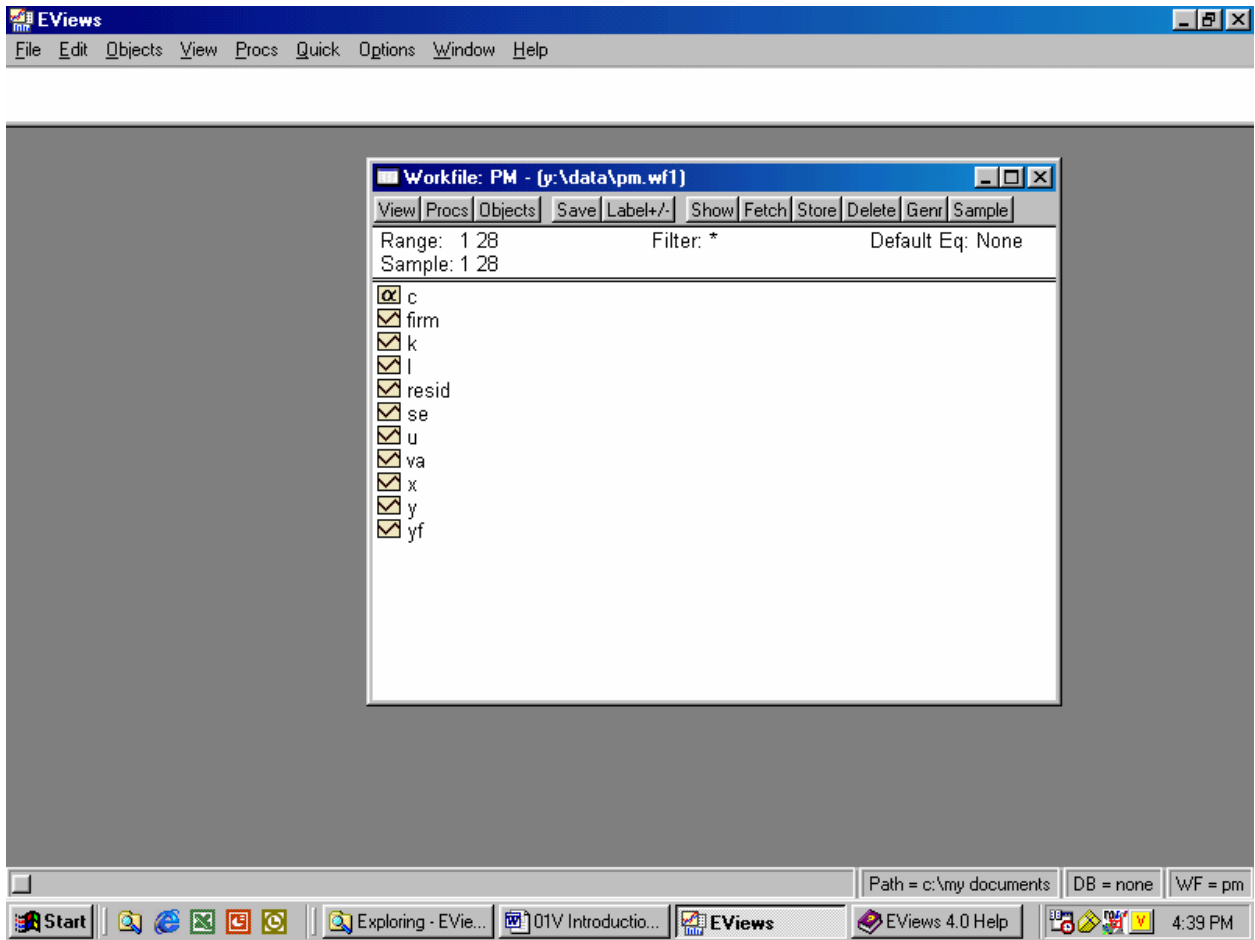 EViews
File Edit Objects View Procs Quick Options Window Help
Workfile: PM - (y:\data\pm.wf1)
View Procs Objects Save Label+/- Show Fetch Store Delete Genr Sample
Range: 1 28 Filter: * Default Eq: None
Sample: 1 28
α c
firm
k
l
resid
se
u
va
x
y
yf
Path = c:\my documents DB = none WF = pm
Start Exploring - EVie... 01V Introductio... EViews EViews 4.0 Help 4:39 PM